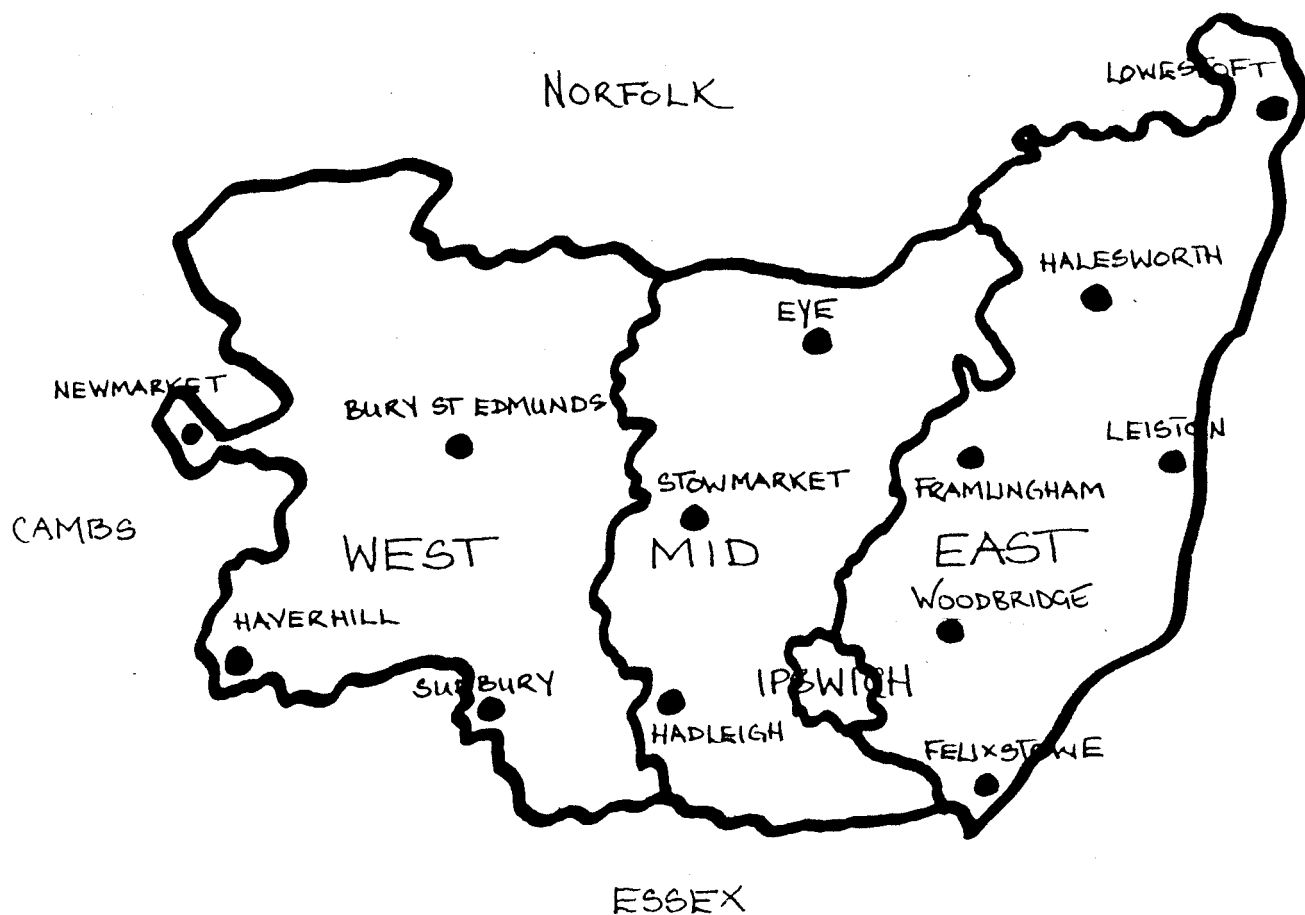 NORFOLK
LOWESTOFT
HALESWORTH
EYE
NEWMARKET
BURY ST EDMUNDS
LEISTON
STOWMARKET
FRAMLINGHAM
CAMBS
WEST
MID
EAST
WOODBRIDGE
HAVERHILL
SUDBURY
IPSWICH
HADLEIGH
FELIXSTOWE
ESSEX